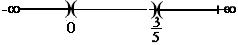 -∞ )( )( +∞
0 3/5